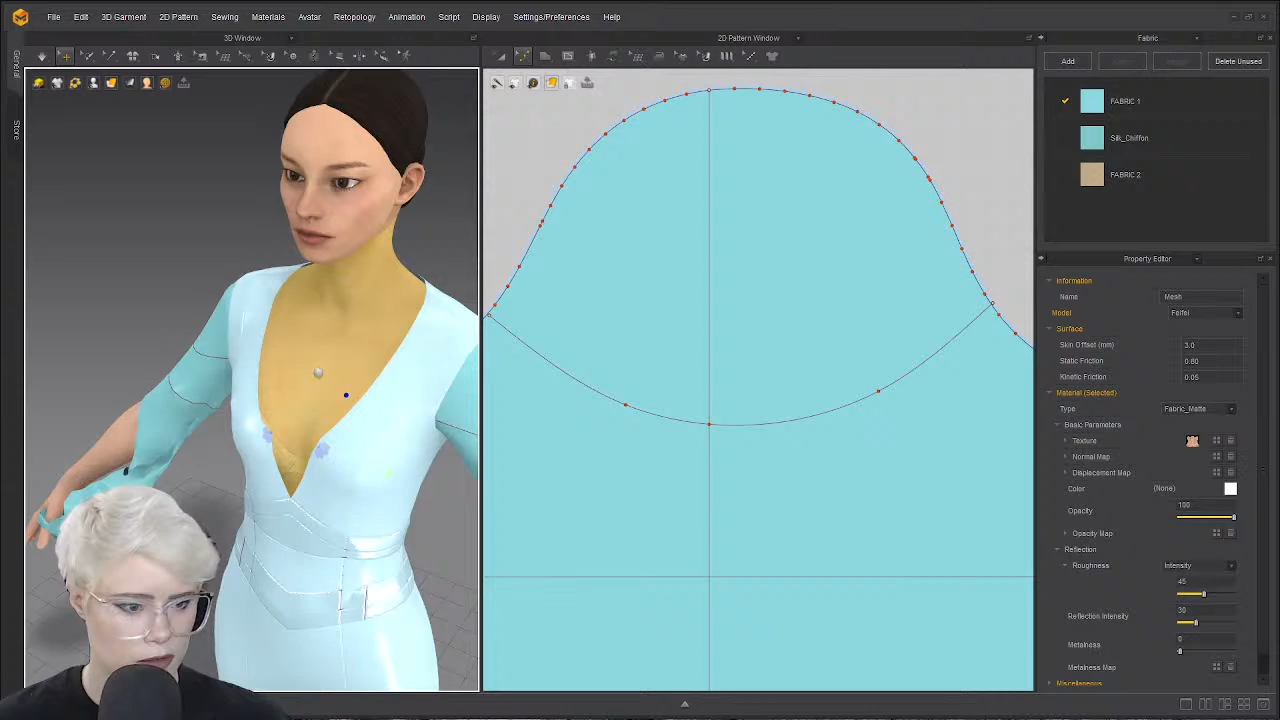 File Edit 3D Garment 2D Pattern Sewing Materials Avatar Retopology Animation Script Display Settings/Preferences Help
3D Window
2D Pattern Window
Fabric
General
Store
Add
Delete Unused
FABRIC 1
Silk_Chiffon
FABRIC 2
Property Editor
Information
Name Mesh
Model Feifei
Surface
Skin Offset (mm) 3.0
Static Friction 0.60
Kinetic Friction 0.05
Material (Selected)
Type Fabric_Matte
Basic Parameters
Texture
Normal Map
Displacement Map
Color (None)
Opacity 100
Opacity Map
Reflection
Roughness Intensity
45
Reflection Intensity 30
Metalness 0
Metalness Map
Miscellaneous